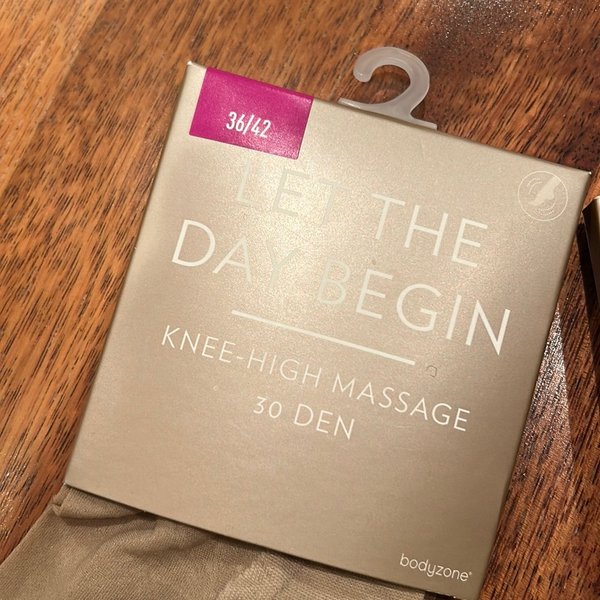 36/42
LET THE
DAY BEGIN
KNEE-HIGH MASSAGE
30 DEN
bodyzone®